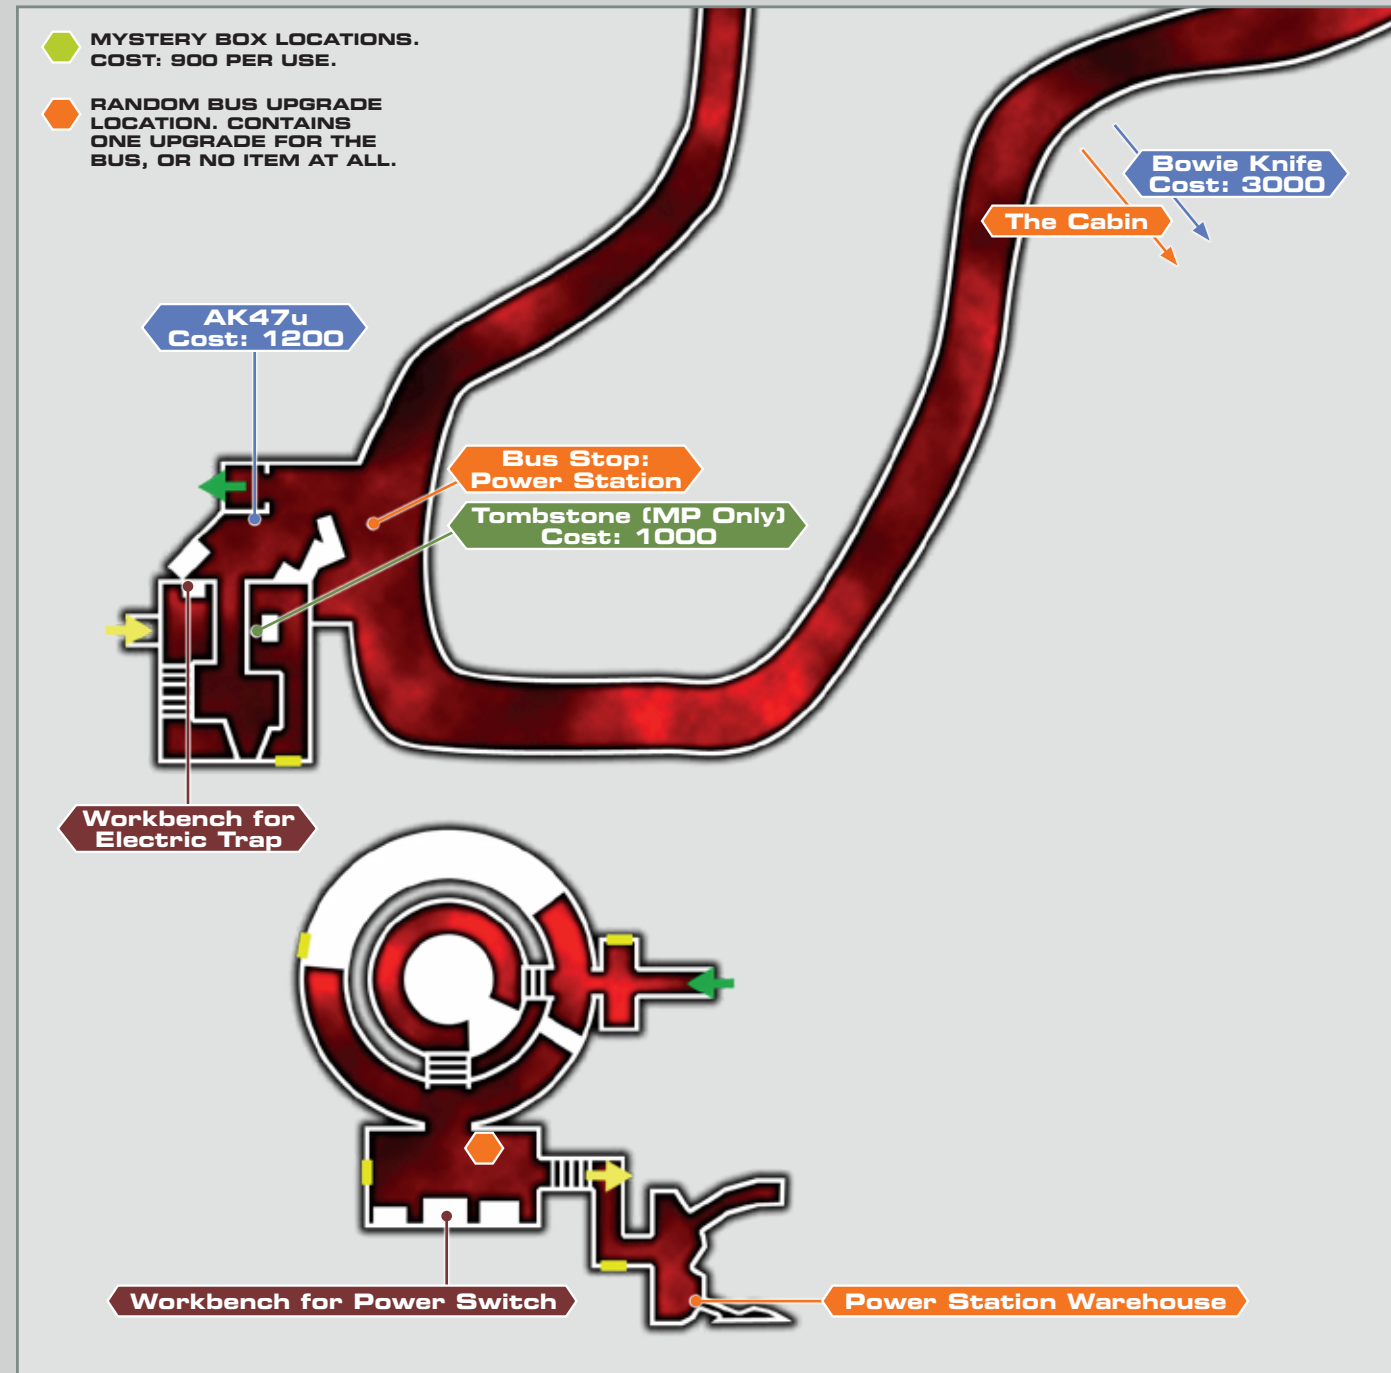 MYSTERY BOX LOCATIONS.
COST: 900 PER USE.
RANDOM BUS UPGRADE
LOCATION. CONTAINS
ONE UPGRADE FOR THE
BUS, OR NO ITEM AT ALL.
Bowie Knife
Cost: 3000
The Cabin
AK47u
Cost: 1200
Bus Stop:
Power Station
Tombstone (MP Only)
Cost: 1000
Workbench for
Electric Trap
Workbench for Power Switch
Power Station Warehouse